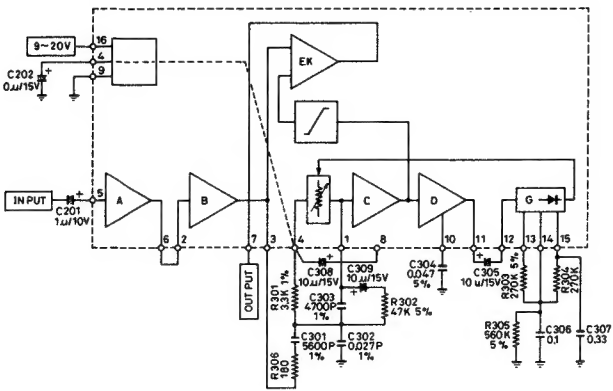 9~20V
16
4
9
C202
0μ/15V
EK
INPUT
5
C201
1μ/10V
A
B
C
D
G
6
2
7
3
4
1
8
10
11
12
13
14
15
OUTPUT
R301
3,3K 1%
C308
10μ/15V
C309
10μ/15V
C303
4700P
1%
R302
47K 5%
C301
5600P
1%
C302
0,027P
1%
R306
180
C304
0,047
5%
C305
10μ/15V
R303
270K 5%
R304
270K
R305
560K
5%
C306
0,1
C307
0,33